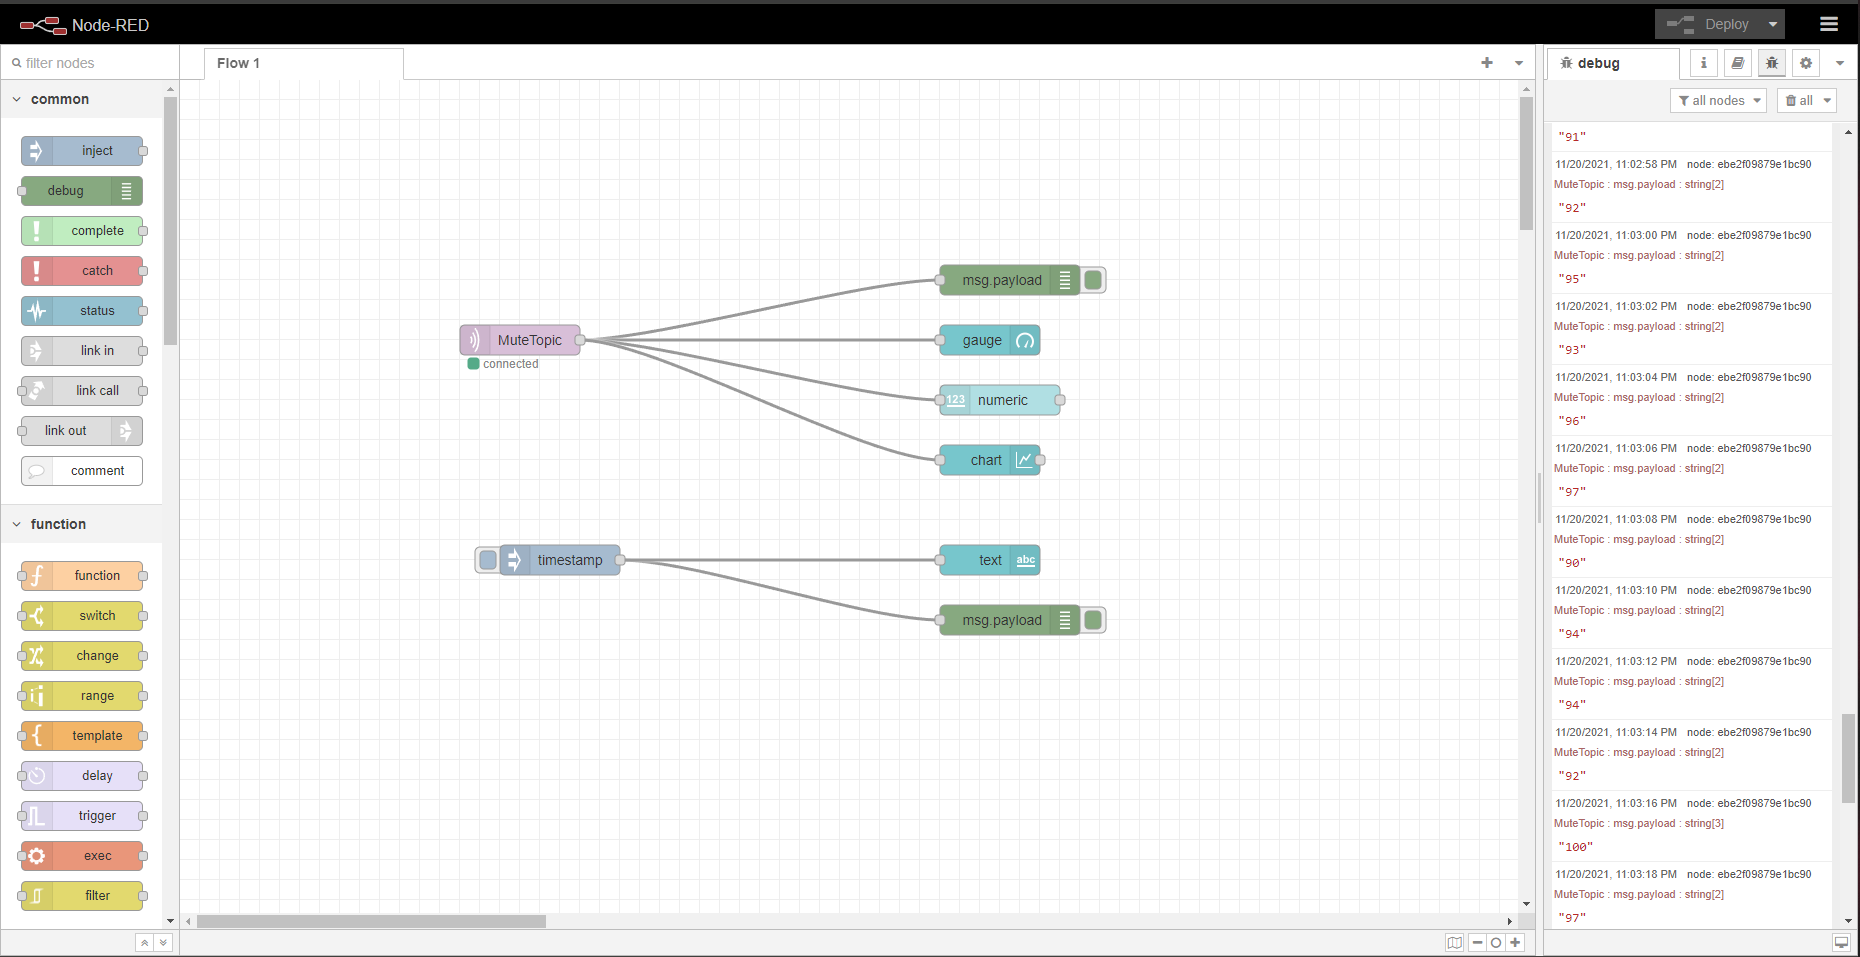 Node-RED
Deploy
filter nodes
Flow 1
debug
i
all nodes
all
common
inject
debug
complete
catch
status
link in
link call
link out
comment
function
function
switch
change
range
template
delay
trigger
exec
filter
MuteTopic
connected
msg.payload
gauge
123 numeric
chart
timestamp
text abc
msg.payload
"91"
11/20/2021, 11:02:58 PM node: ebe2f09879e1bc90
MuteTopic : msg.payload : string[2]
"92"
11/20/2021, 11:03:00 PM node: ebe2f09879e1bc90
MuteTopic : msg.payload : string[2]
"95"
11/20/2021, 11:03:02 PM node: ebe2f09879e1bc90
MuteTopic : msg.payload : string[2]
"93"
11/20/2021, 11:03:04 PM node: ebe2f09879e1bc90
MuteTopic : msg.payload : string[2]
"96"
11/20/2021, 11:03:06 PM node: ebe2f09879e1bc90
MuteTopic : msg.payload : string[2]
"97"
11/20/2021, 11:03:08 PM node: ebe2f09879e1bc90
MuteTopic : msg.payload : string[2]
"90"
11/20/2021, 11:03:10 PM node: ebe2f09879e1bc90
MuteTopic : msg.payload : string[2]
"94"
11/20/2021, 11:03:12 PM node: ebe2f09879e1bc90
MuteTopic : msg.payload : string[2]
"94"
11/20/2021, 11:03:14 PM node: ebe2f09879e1bc90
MuteTopic : msg.payload : string[2]
"92"
11/20/2021, 11:03:16 PM node: ebe2f09879e1bc90
MuteTopic : msg.payload : string[3]
"100"
11/20/2021, 11:03:18 PM node: ebe2f09879e1bc90
MuteTopic : msg.payload : string[2]
"97"